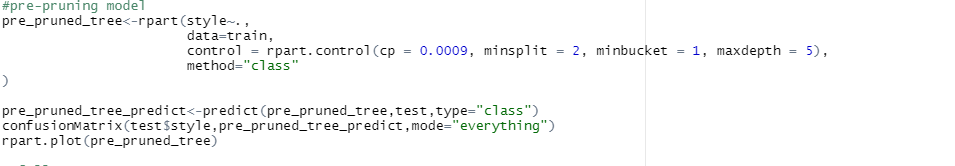 #pre-pruning model
pre_pruned_tree<-rpart(style~.,
data=train,
control = rpart.control(cp = 0.0009, minsplit = 2, minbucket = 1, maxdepth = 5),
method="class"
)
pre_pruned_tree_predict<-predict(pre_pruned_tree,test,type="class")
confusionMatrix(test$style,pre_pruned_tree_predict,mode="everything")
rpart.plot(pre_pruned_tree)